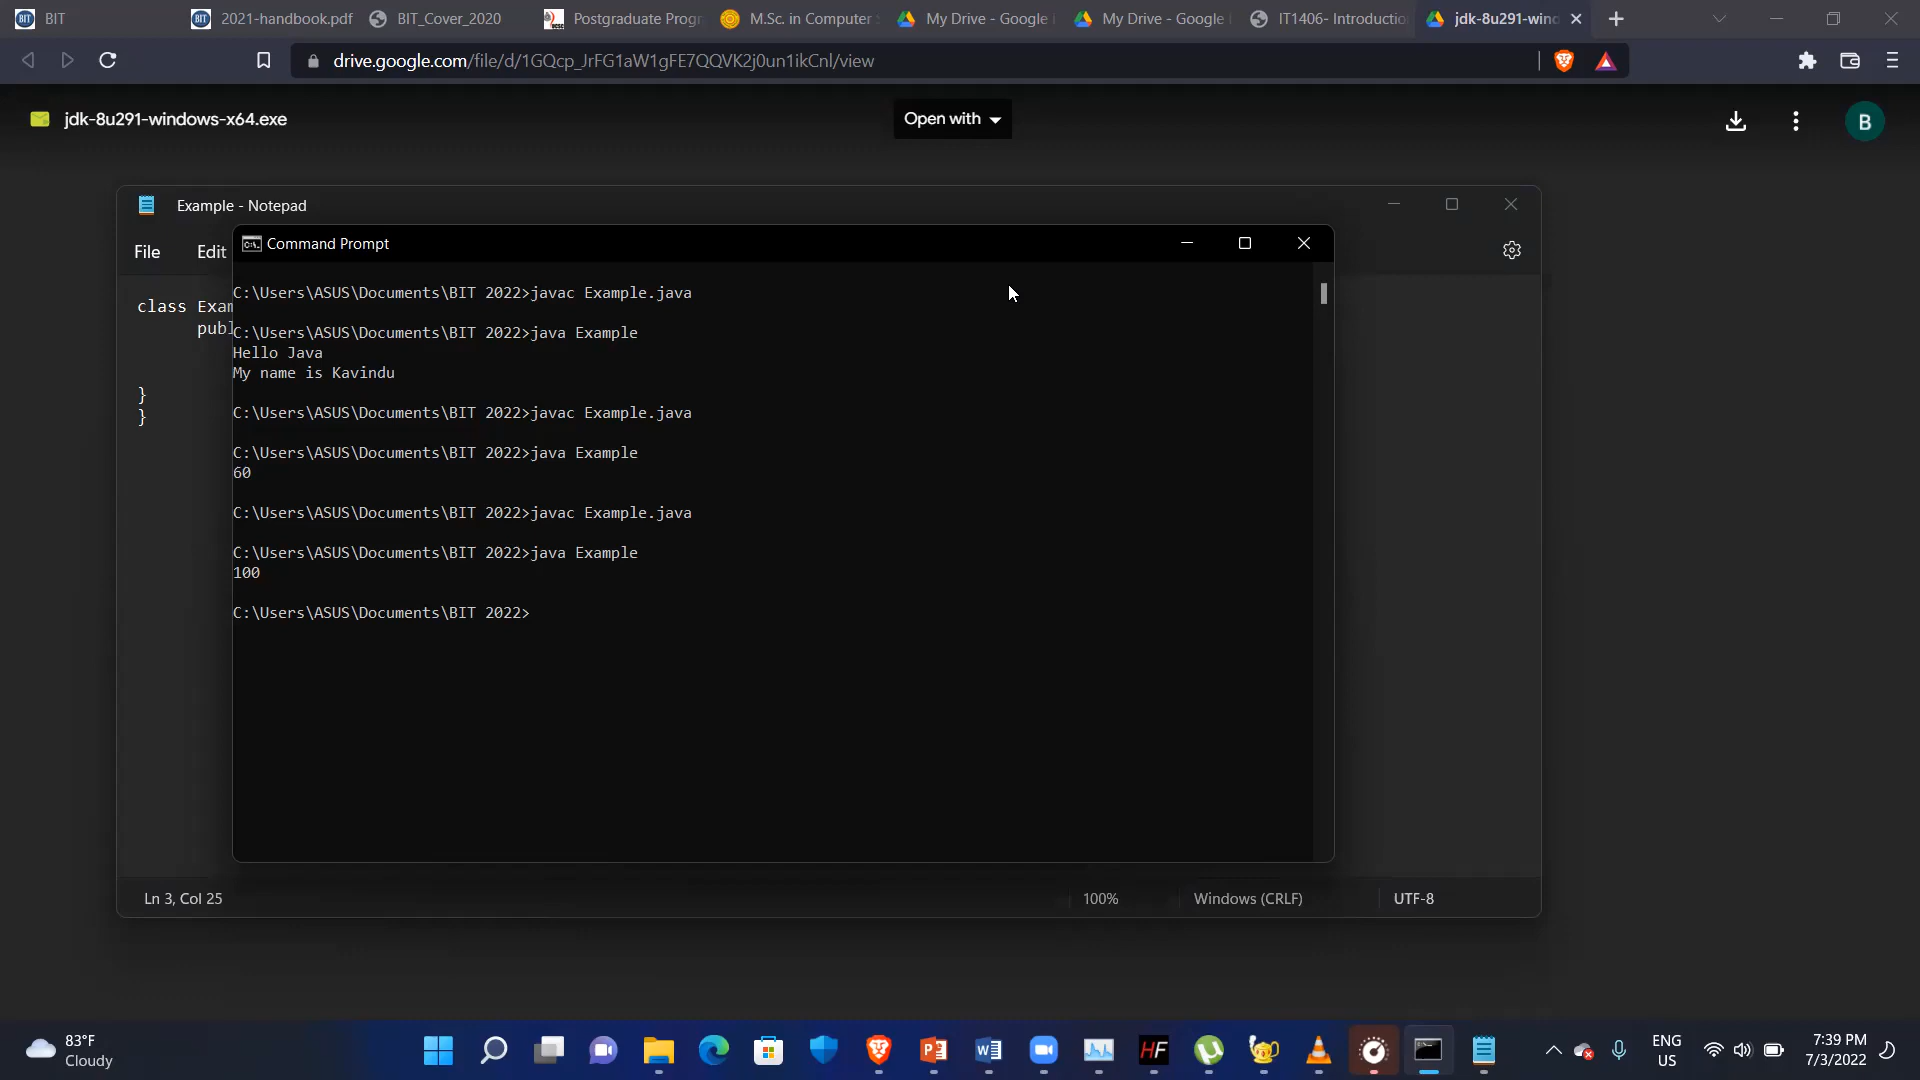 BIT
2021-handbook.pdf
BIT_Cover_2020
Postgraduate Prog
M.Sc. in Computer
My Drive - Google
My Drive - Google
IT1406- Introductio
jdk-8u291-wind
drive.google.com/file/d/1GQcp_JrFG1aW1gFE7QQVK2j0un1ikCnl/view
jdk-8u291-windows-x64.exe
Open with
B
Example - Notepad
File Edit
class Exam
publ
}
}
Command Prompt
C:\Users\ASUS\Documents\BIT 2022>javac Example.java
C:\Users\ASUS\Documents\BIT 2022>java Example
Hello Java
My name is Kavindu
C:\Users\ASUS\Documents\BIT 2022>javac Example.java
C:\Users\ASUS\Documents\BIT 2022>java Example
60
C:\Users\ASUS\Documents\BIT 2022>javac Example.java
C:\Users\ASUS\Documents\BIT 2022>java Example
100
C:\Users\ASUS\Documents\BIT 2022>
Ln 3, Col 25
100%
Windows (CRLF)
UTF-8
83°F
Cloudy
HF
ENG
US
7:39 PM
7/3/2022